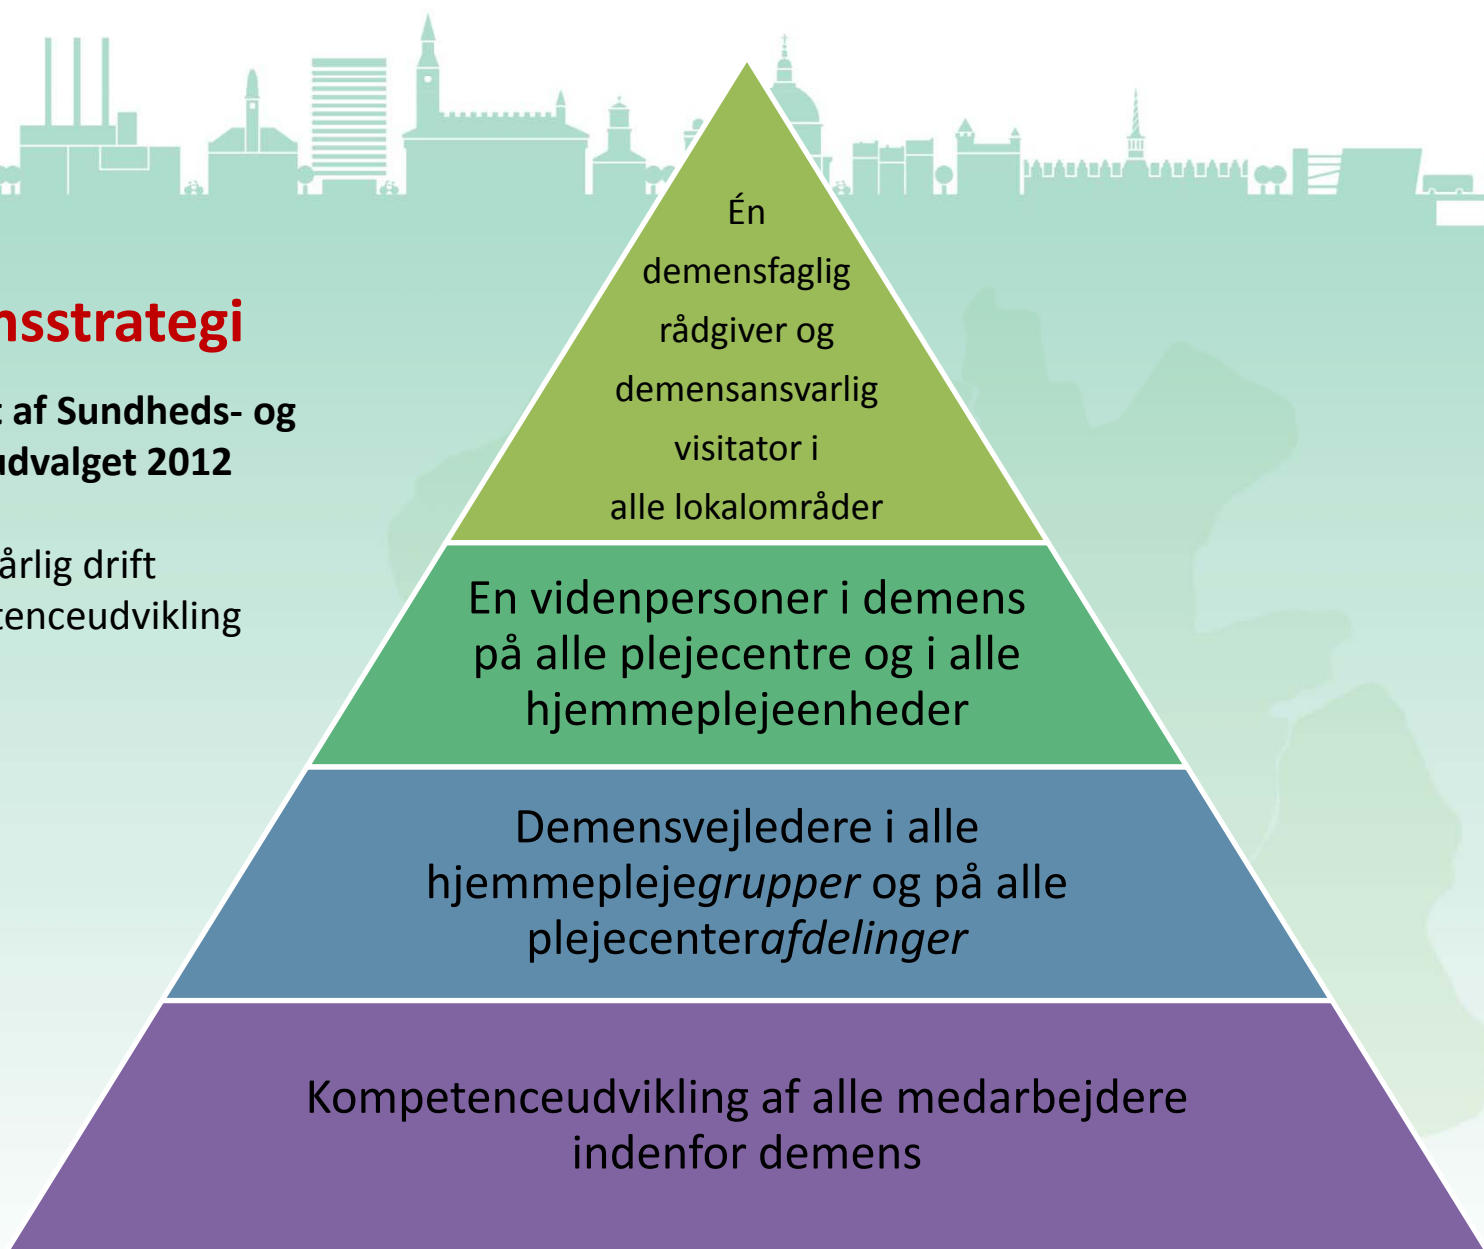 nsstrategi
t af Sundheds- og
udvalget 2012
årlig drift
tenceudvikling
Én
demensfaglig
rådgiver og
demensansvarlig
visitator i
alle lokalområder
En videnpersoner i demens
på alle plejecentre og i alle
hjemmeplejeenheder
Demensvejledere i alle
hjemmeplejegrupper og på alle
plejecenterafdelinger
Kompetenceudvikling af alle medarbejdere
indenfor demens